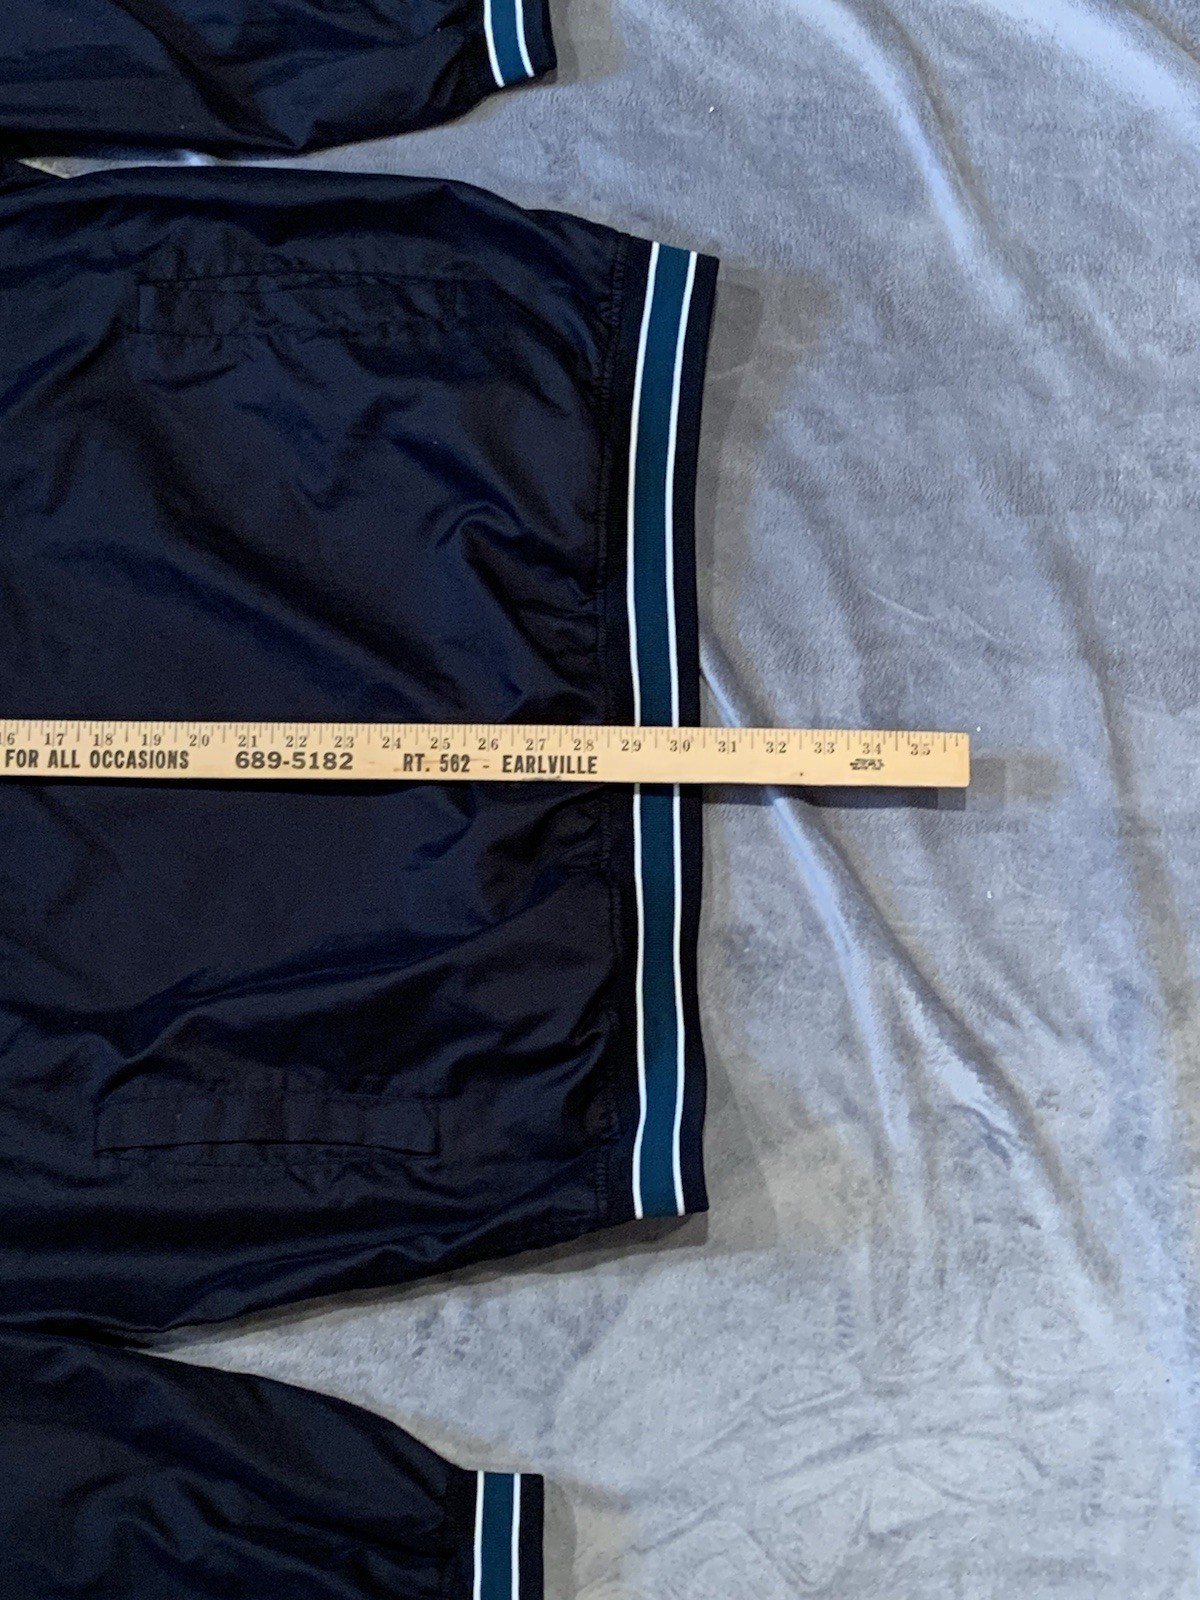 16 17 18 19 20 21 22 23 24 25 26 27 28 29 30 31 32 33 34 35
FOR ALL OCCASIONS 689-5182 RT. 562 - EARLVILLE